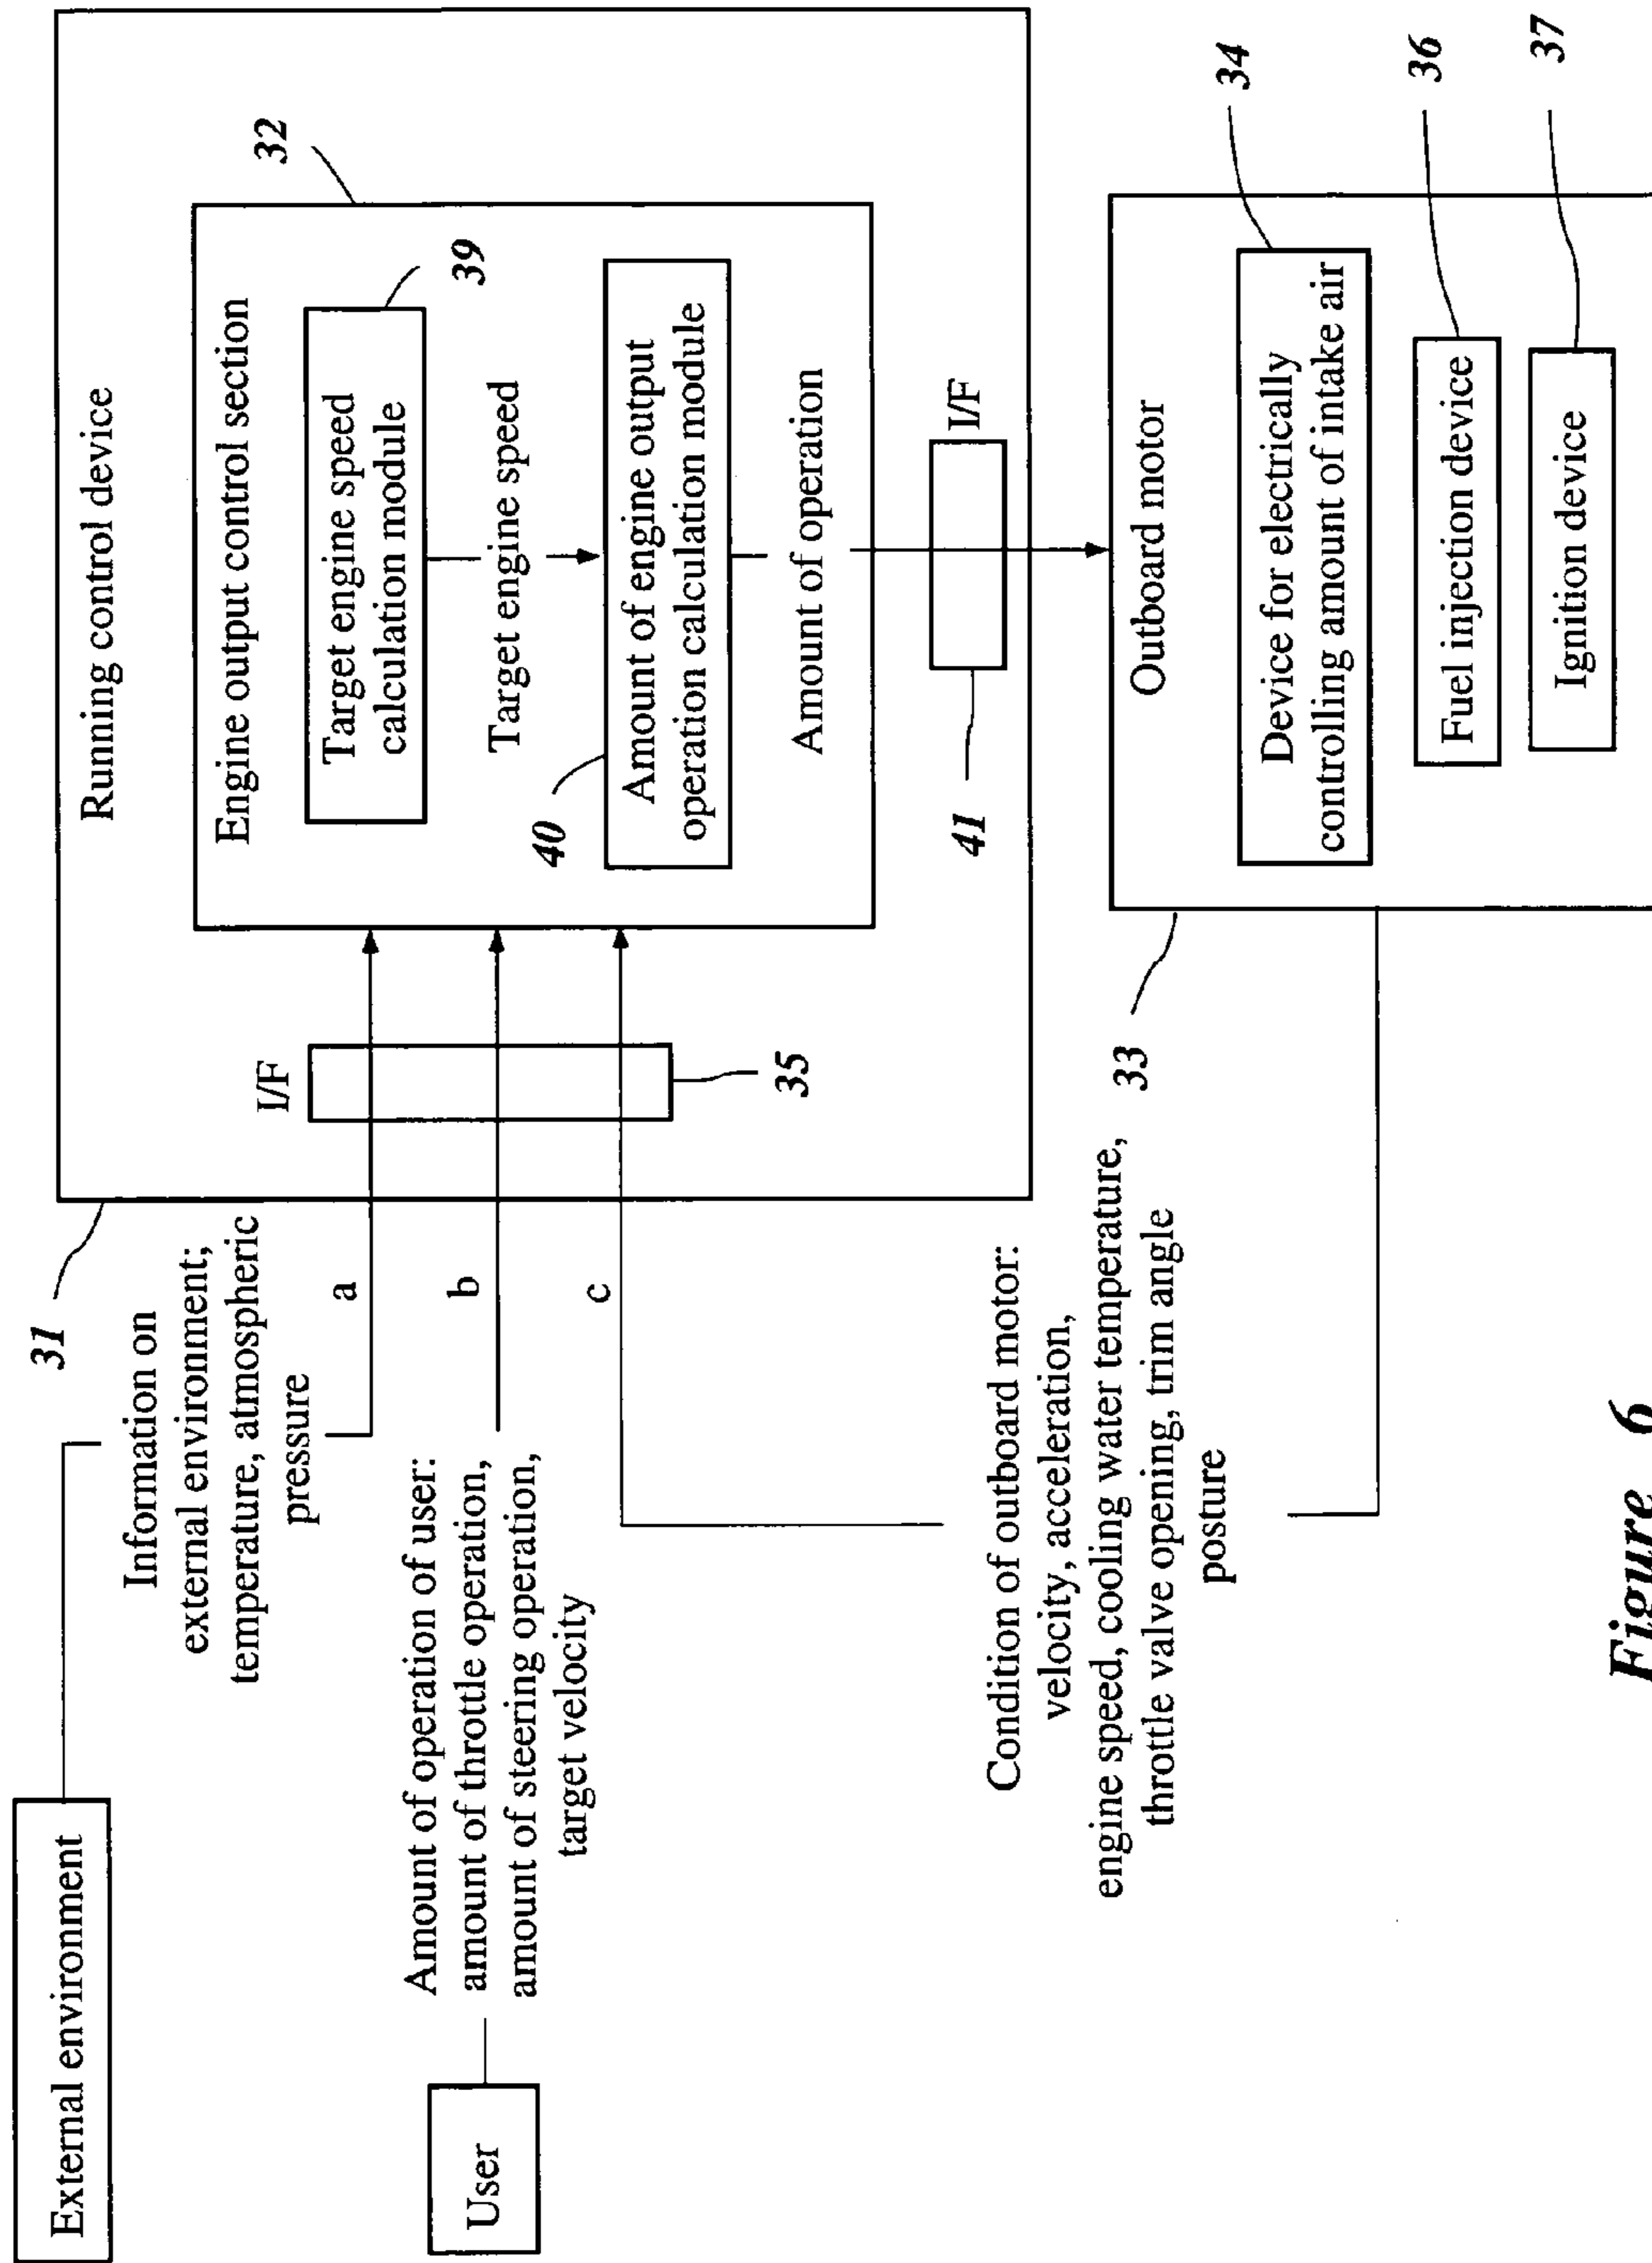 External environment
Information on
external environment;
temperature, atmospheric
pressure
31
Running control device
Engine output control section
32
Target engine speed
calculation module
39
Target engine speed
40
Amount of engine output
operation calculation module
Amount of operation
I/F
35
a
b
c
User
Amount of operation of user:
amount of throttle operation,
amount of steering operation,
target velocity
I/F
41
Condition of outboard motor:
velocity, acceleration,
engine speed, cooling water temperature,
throttle valve opening, trim angle
posture
33
Outboard motor
Device for electrically
controlling amount of intake air
34
Fuel injection device
36
Ignition device
37
Figure 6